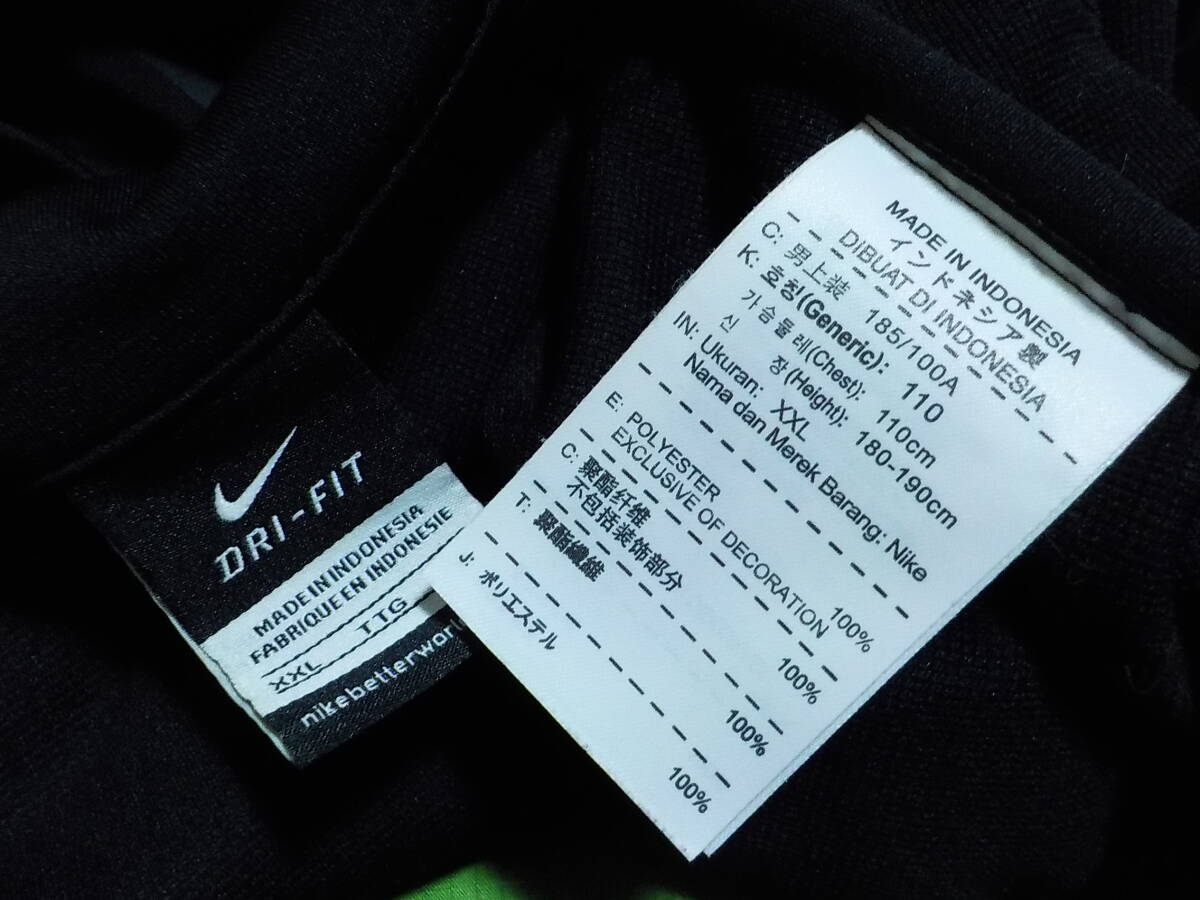 DRI-FIT
MADE IN INDONESIA
FABRIQUE EN INDONESIE
XXL TTG
nikebetterworl
MADE IN INDONESIA
インドネシア製
DIBUAT DI INDONESIA
C: 男上装 185/100A
K: 호칭(Generic): 110
가슴둘레(Chest): 110cm
신 장(Height): 180-190cm
IN: Ukuran: XXL
Nama dan Merek Barang: Nike
E: POLYESTER 100%
EXCLUSIVE OF DECORATION
C: 聚酯纤维 100%
不包括装饰部分
T: 聚酯纖維 100%
J: ポリエステル 100%